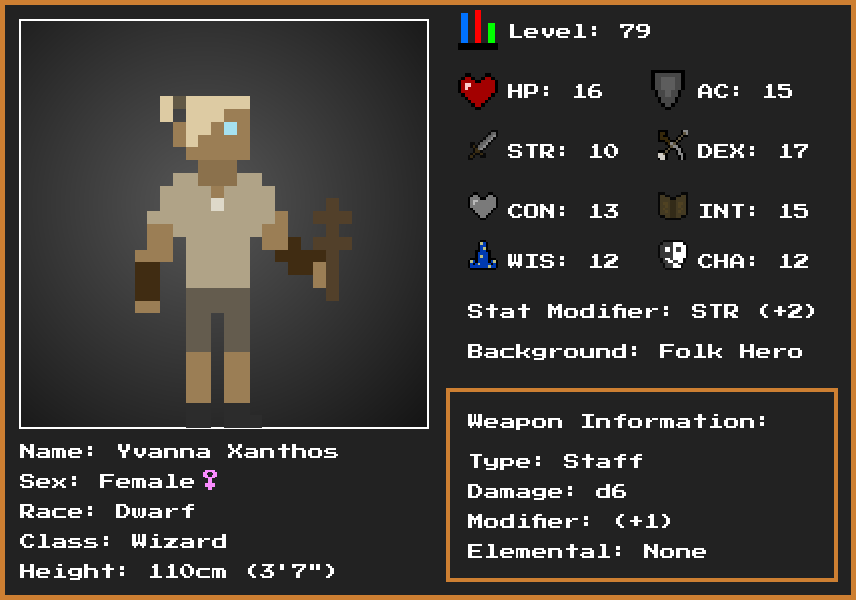 Level: 79
HP: 16
AC: 15
STR: 10
DEX: 17
CON: 13
INT: 15
WIS: 12
CHA: 12
Stat Modifier: STR (+2)
Background: Folk Hero
Weapon Information:
Type: Staff
Damage: d6
Modifier: (+1)
Elemental: None
Name: Yvanna Xanthos
Sex: Female♀
Race: Dwarf
Class: Wizard
Height: 110cm (3'7")